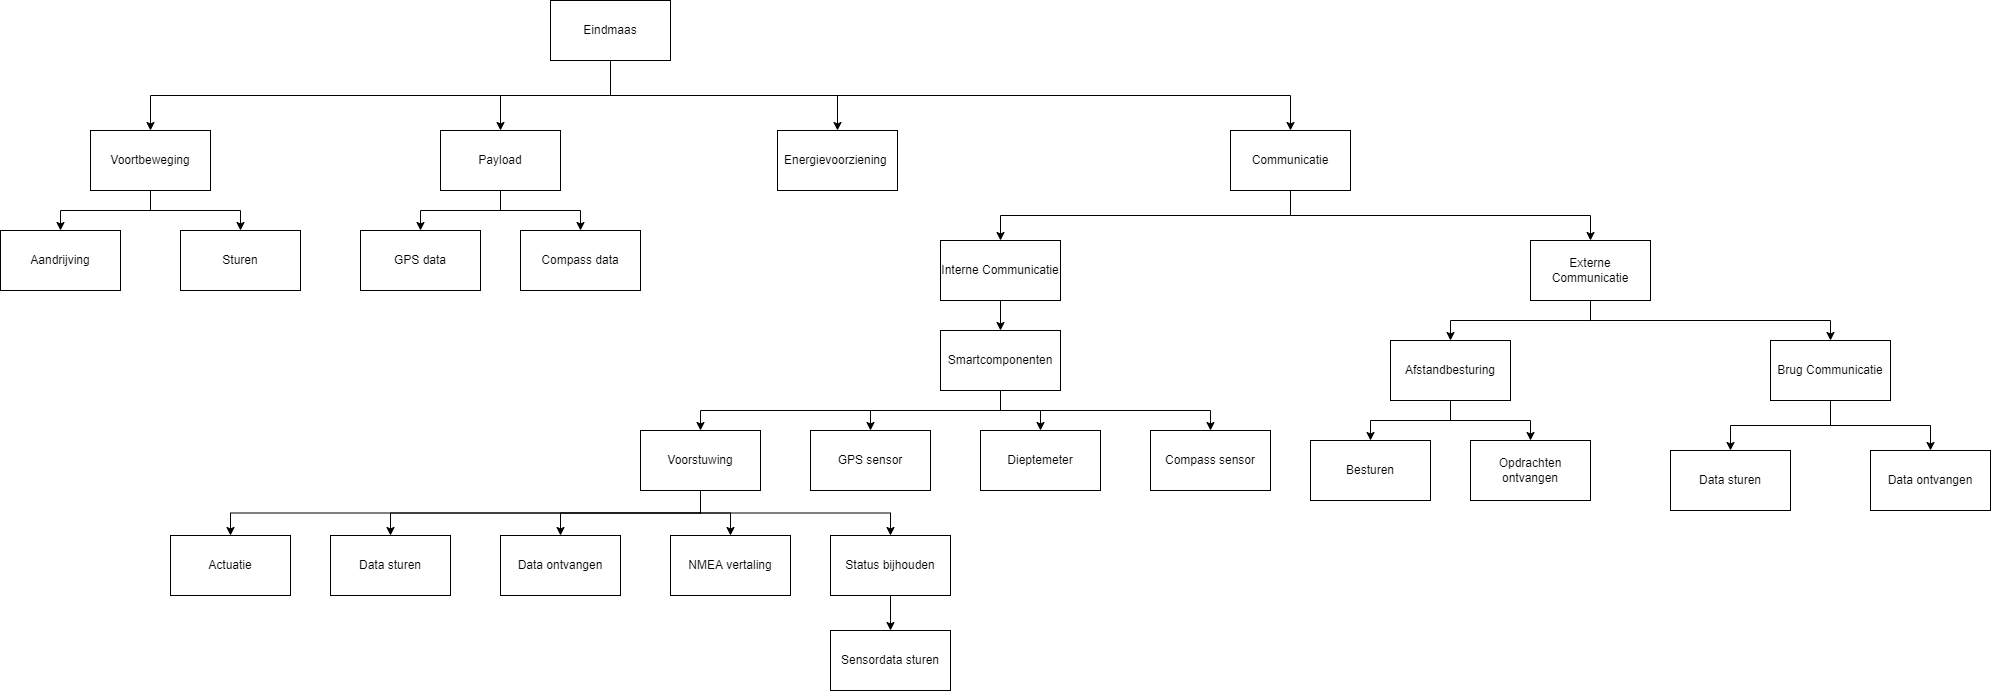 Eindmaas
Voortbeweging
Payload
Energievoorziening
Communicatie
Aandrijving
Sturen
GPS data
Compass data
Interne Communicatie
Externe
Communicatie
Smartcomponenten
Afstandbesturing
Brug Communicatie
Voorstuwing
GPS sensor
Dieptemeter
Compass sensor
Besturen
Opdrachten
ontvangen
Data sturen
Data ontvangen
Actuatie
Data sturen
Data ontvangen
NMEA vertaling
Status bijhouden
Sensordata sturen